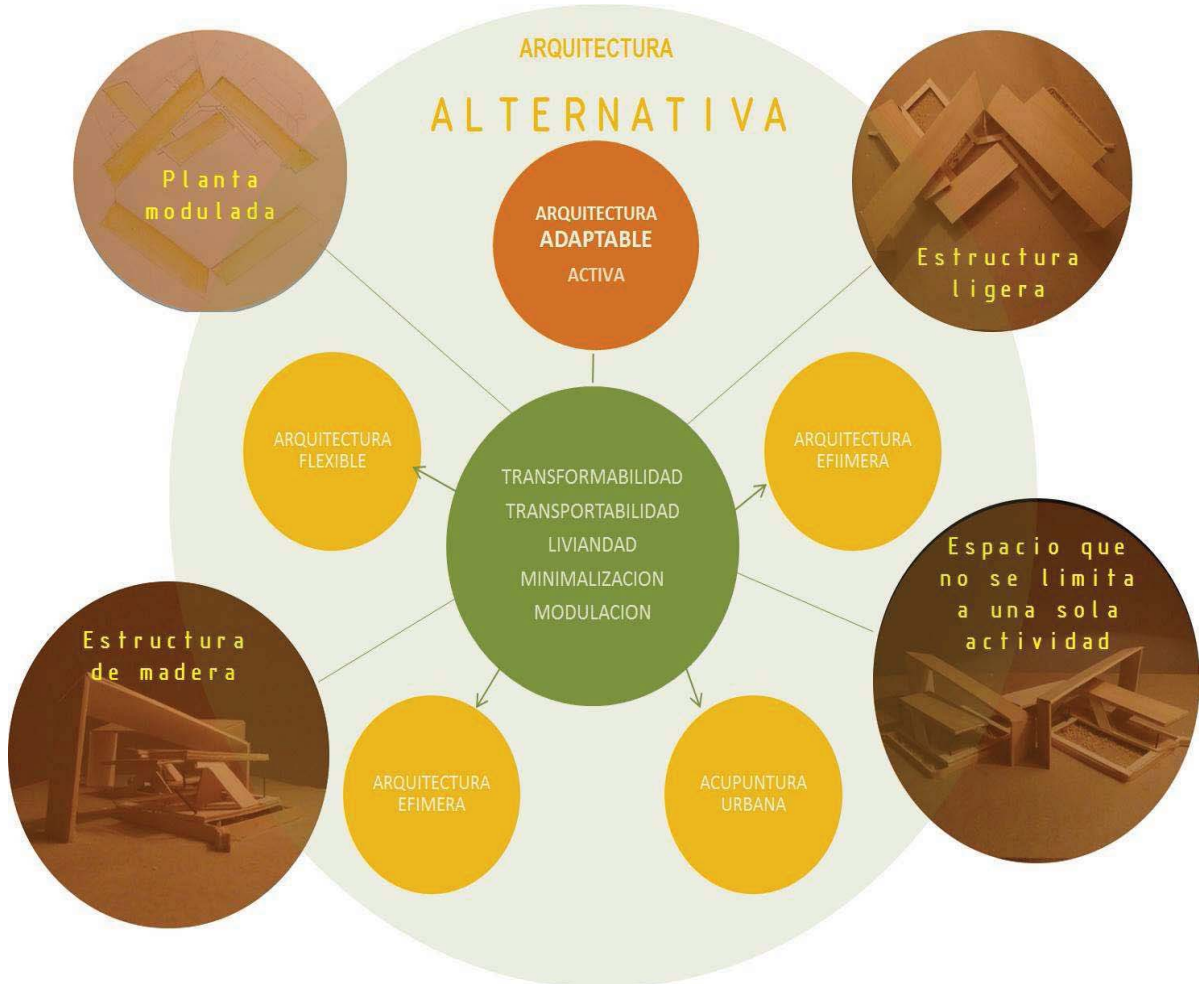 ARQUITECTURA
ALTERNATIVA
Planta
modulada
ARQUITECTURA
ADAPTABLE
ACTIVA
Estructura
ligera
ARQUITECTURA
FLEXIBLE
TRANSFORMABILIDAD
TRANSPORTABILIDAD
LIVIANDAD
MINIMALIZACION
MODULACION
ARQUITECTURA
EFIIMERA
Estructura
de madera
Espacio que
no se limita
a una sola
actividad
ARQUITECTURA
EFIMERA
ACUPUNTURA
URBANA